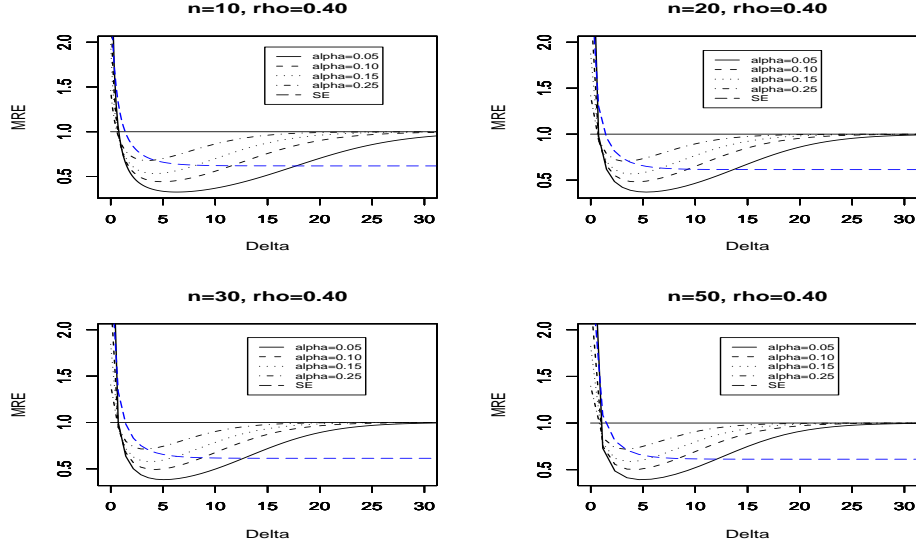 n=10, rho=0.40
MRE
2.0
1.5
1.0
0.5
alpha=0.05
alpha=0.10
alpha=0.15
alpha=0.25
SE
0 5 10 15 20 25 30
Delta
n=20, rho=0.40
MRE
2.0
1.5
1.0
0.5
alpha=0.05
alpha=0.10
alpha=0.15
alpha=0.25
SE
0 5 10 15 20 25 30
Delta
n=30, rho=0.40
MRE
2.0
1.5
1.0
0.5
alpha=0.05
alpha=0.10
alpha=0.15
alpha=0.25
SE
0 5 10 15 20 25 30
Delta
n=50, rho=0.40
MRE
2.0
1.5
1.0
0.5
alpha=0.05
alpha=0.10
alpha=0.15
alpha=0.25
SE
0 5 10 15 20 25 30
Delta